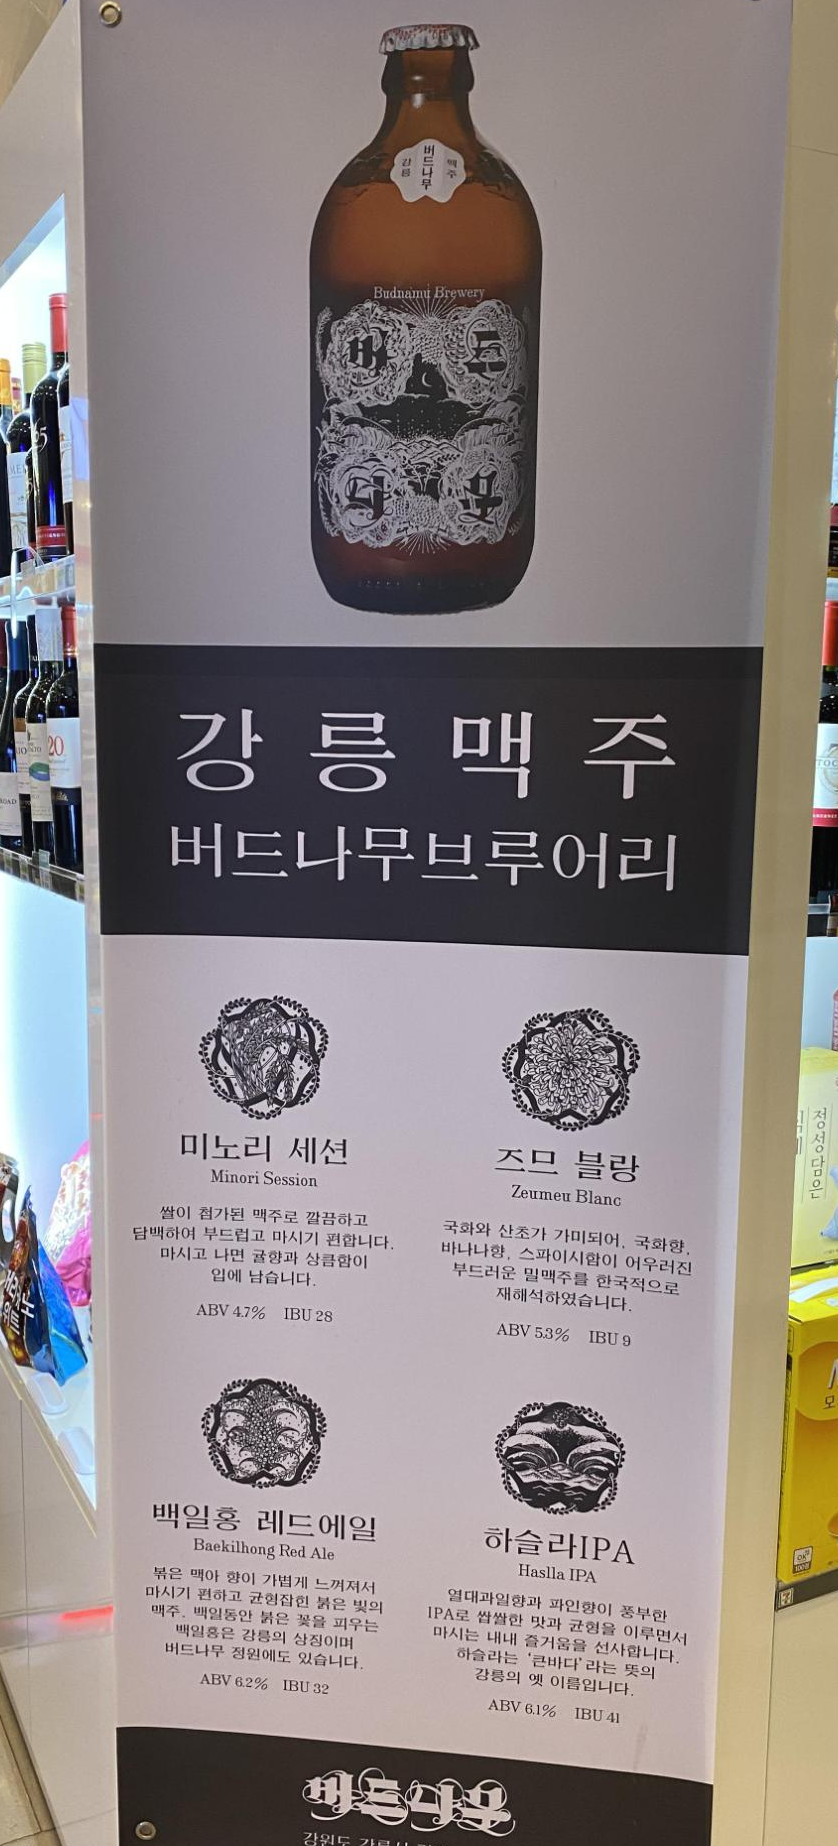 강릉 버드나무 맥주
Budnamu Brewery
버드
나무
강릉맥주
버드나무브루어리
미노리 세션
Minori Session
쌀이 첨가된 맥주로 깔끔하고
담백하여 부드럽고 마시기 편합니다.
마시고 나면 귤향과 상큼함이
입에 남습니다.
ABV 4.7% IBU 28
즈므 블랑
Zeumeu Blanc
국화와 산초가 가미되어, 국화향,
바나나향, 스파이시함이 어우러진
부드러운 밀맥주를 한국적으로
재해석하였습니다.
ABV 5.3% IBU 9
백일홍 레드에일
Baekilhong Red Ale
볶은 맥아 향이 가볍게 느껴져서
마시기 편하고 균형잡힌 붉은 빛의
맥주. 백일동안 붉은 꽃을 피우는
백일홍은 강릉의 상징이며
버드나무 정원에도 있습니다.
ABV 6.2% IBU 32
하슬라IPA
Haslla IPA
열대과일향과 파인향이 풍부한
IPA로 쌉쌀한 맛과 균형을 이루면서
마시는 내내 즐거움을 선사합니다.
하슬라는 '큰바다'라는 뜻의
강릉의 옛 이름입니다.
ABV 6.1% IBU 41
버드나무
강원도 강릉시
정성담은
20